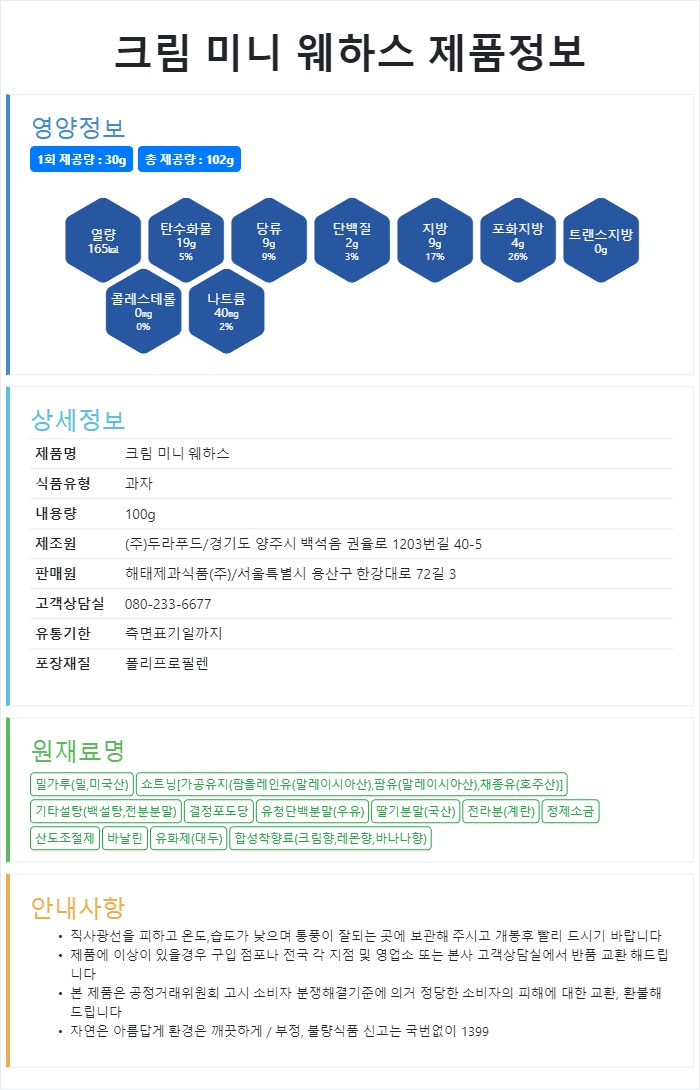 크림 미니 웨하스 제품정보
영양정보
1회 제공량 : 30g 총 제공량 : 102g
열량
165㎉
탄수화물
19g
5%
당류
9g
9%
단백질
2g
3%
지방
9g
17%
포화지방
4g
26%
트랜스지방
0g
콜레스테롤
0㎎
0%
나트륨
40㎎
2%
상세정보
제품명 크림 미니 웨하스
식품유형 과자
내용량 100g
제조원 (주)두라푸드/경기도 양주시 백석음 권율로 1203번길 40-5
판매원 해태제과식품(주)/서울특별시 용산구 한강대로 72길 3
고객상담실 080-233-6677
유통기한 측면표기일까지
포장재질 폴리프로필렌
원재료명
밀가루(밀,미국산) 쇼트닝[가공유지(팜올레인유(말레이시아산),팜유(말레이시아산),채종유(호주산)]
기타설탕(백설탕,전분분말) 결정포도당 유청단백분말(우유) 딸기분말(국산) 전라분(계란) 정제소금
산도조절제 바날린 유화제(대두) 합성착향료(크림향,레몬향,바나나향)
안내사항
• 직사광선을 피하고 온도,습도가 낮으며 통풍이 잘되는 곳에 보관해 주시고 개봉후 빨리 드시기 바랍니다
• 제품에 이상이 있을경우 구입 점포나 전국 각 지점 및 영업소 또는 본사 고객상담실에서 반품 교환 해드립
니다
• 본 제품은 공정거래위원회 고시 소비자 분쟁해결기준에 의거 정당한 소비자의 피해에 대한 교환, 환불해
드립니다
• 자연은 아름답게 환경은 깨끗하게 / 부정, 불량식품 신고는 국번없이 1399